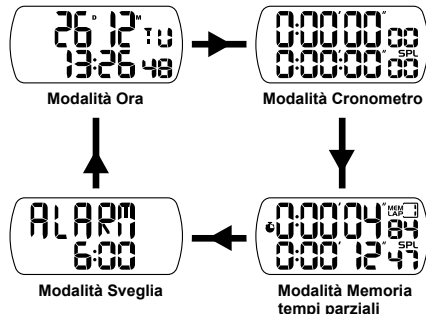 26 D 12 M TU
13:26 48
Modalità Ora
0:00'00" 00
0:00'00" SPL 00
Modalità Cronometro
ALARM
6:00
Modalità Sveglia
MEM LAP 1
0:00'04" 84
0:00'12" SPL 47
Modalità Memoria
tempi parziali